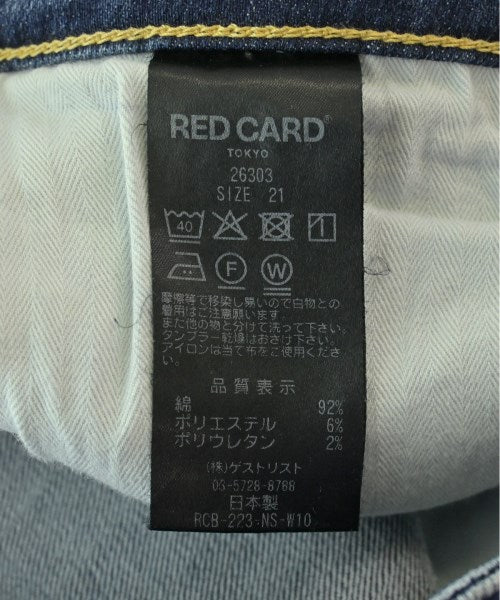 RED CARD®
TOKYO
26303
SIZE 21
40
F W
摩擦等で移染し易いので白物との
着用はご注意願います
また他の物と分けて洗って下さい。
タンブラー乾燥はおさけ下さい。
アイロンは当て布をご使用くださ
い。
品質表示
綿 92%
ポリエステル 6%
ポリウレタン 2%
(株)ゲストリスト
03-5728-8788
日本製
RCB-223-NS-W10